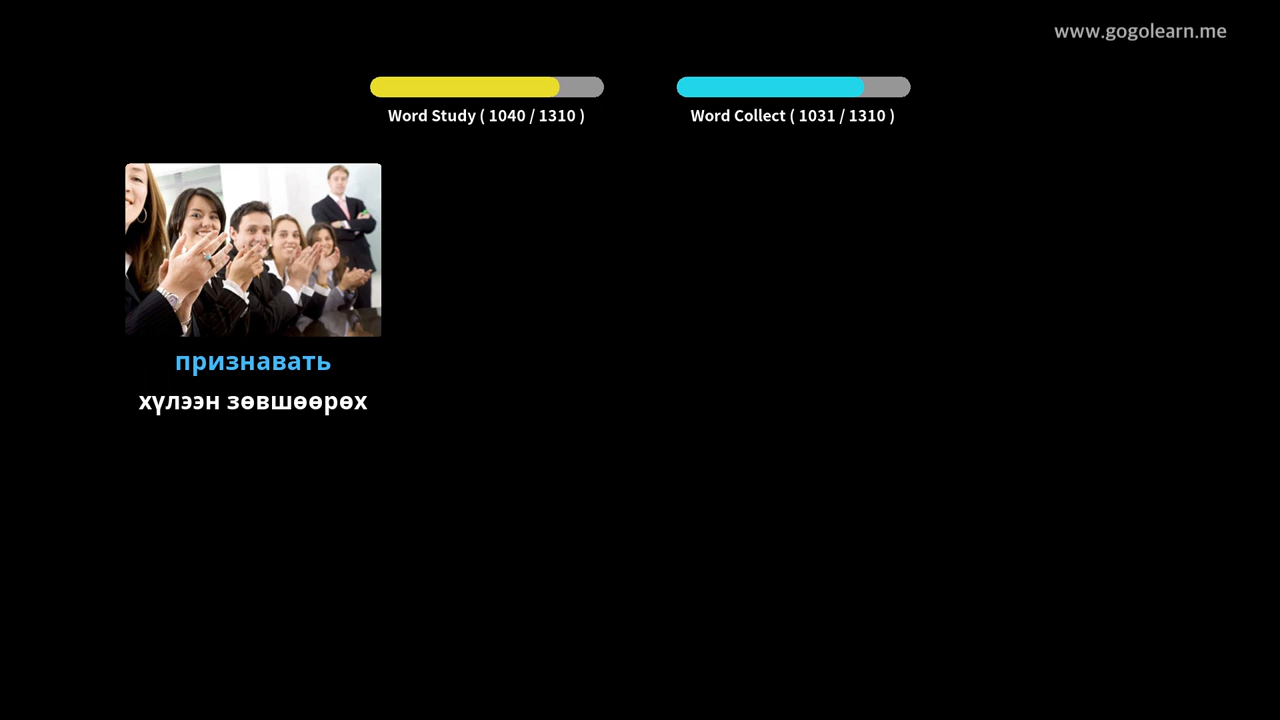 www.gogolearn.me
Word Study ( 1040 / 1310 )
Word Collect ( 1031 / 1310 )
признавать
хүлээн зөвшөөрөх